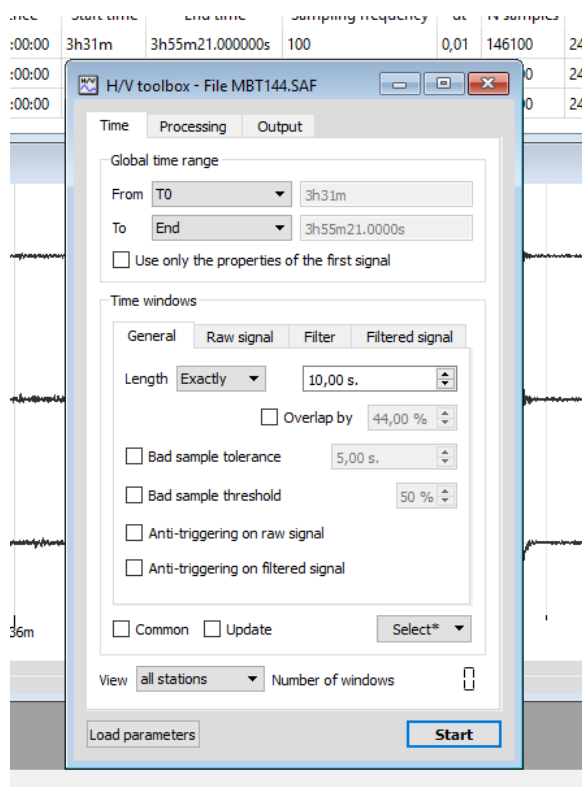 Start time End time Sampling frequency dt N samples
:00:00 3h31m 3h55m21.000000s 100 0,01 146100 24
:00:00 0 24
:00:00 0 24
H/V toolbox - File MBT144.SAF
Time Processing Output
Global time range
From T0 3h31m
To End 3h55m21.0000s
Use only the properties of the first signal
Time windows
General Raw signal Filter Filtered signal
Length Exactly 10,00 s.
Overlap by 44,00 %
Bad sample tolerance 5,00 s.
Bad sample threshold 50 %
Anti-triggering on raw signal
Anti-triggering on filtered signal
36m
Common Update Select*
View all stations Number of windows 0
Load parameters Start